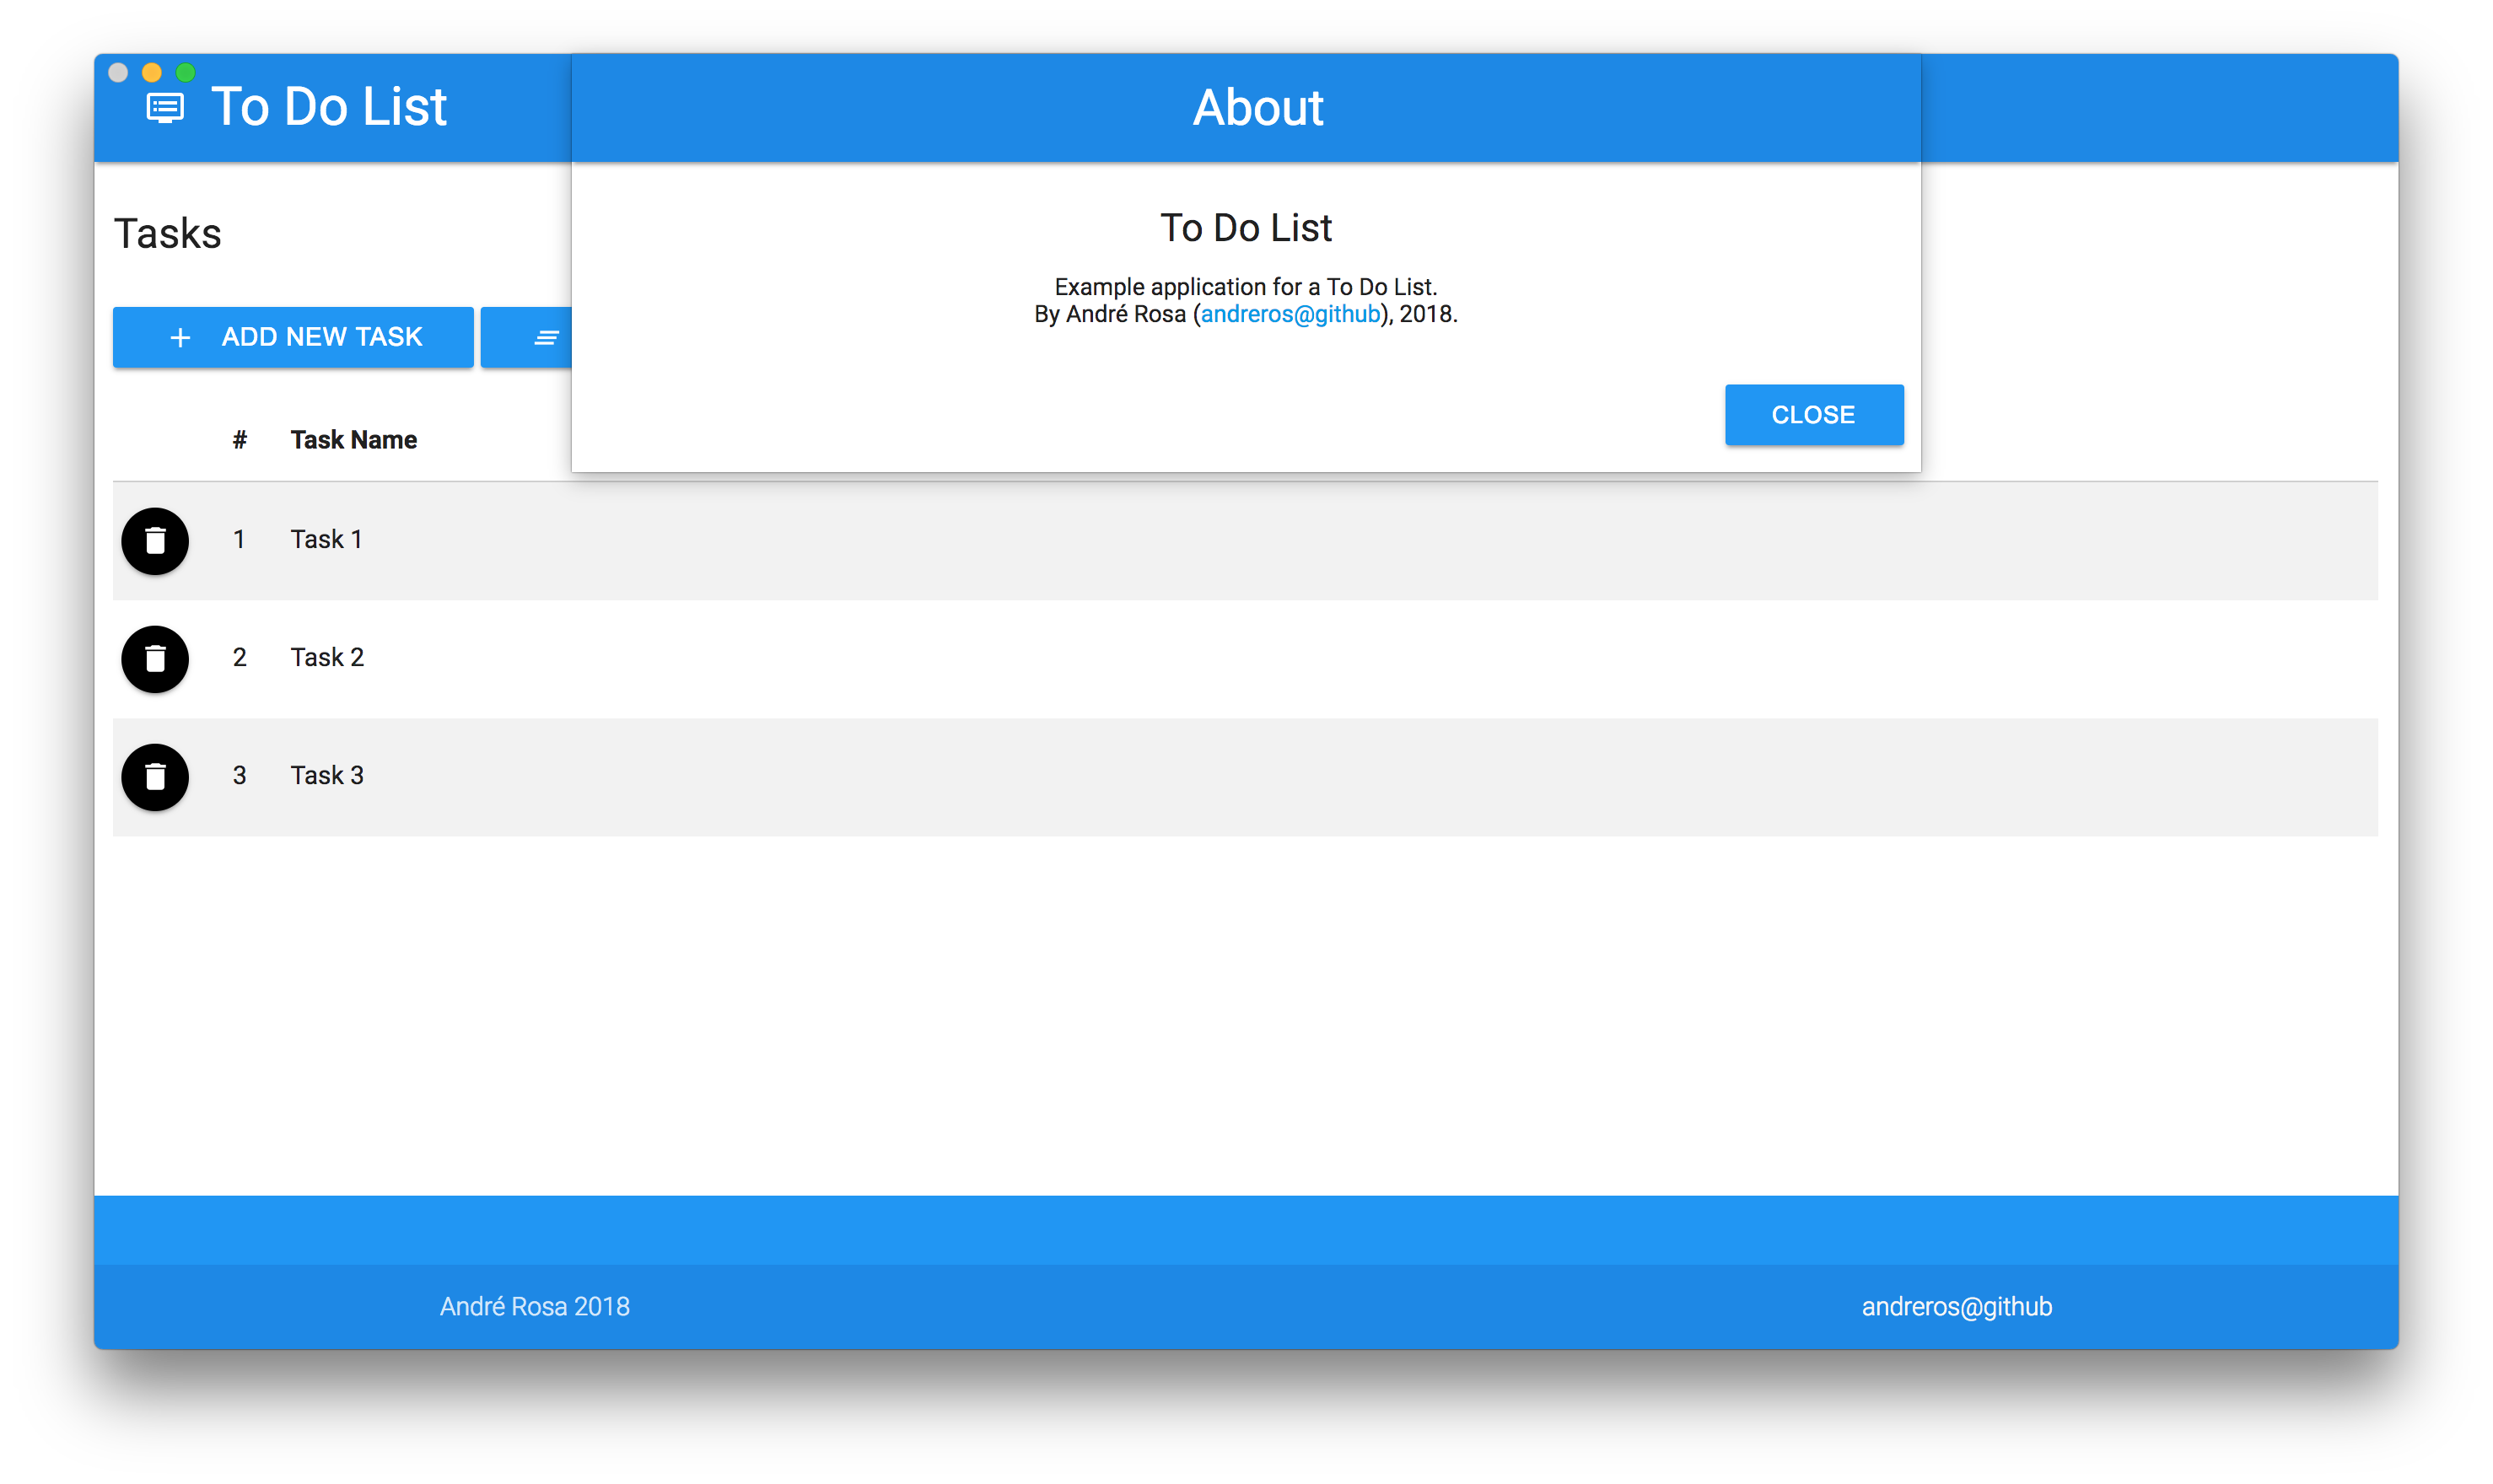 To Do List
About
Tasks
To Do List
Example application for a To Do List.
By André Rosa (andreros@github), 2018.
ADD NEW TASK
CLOSE
# Task Name
1 Task 1
2 Task 2
3 Task 3
André Rosa 2018
andreros@github